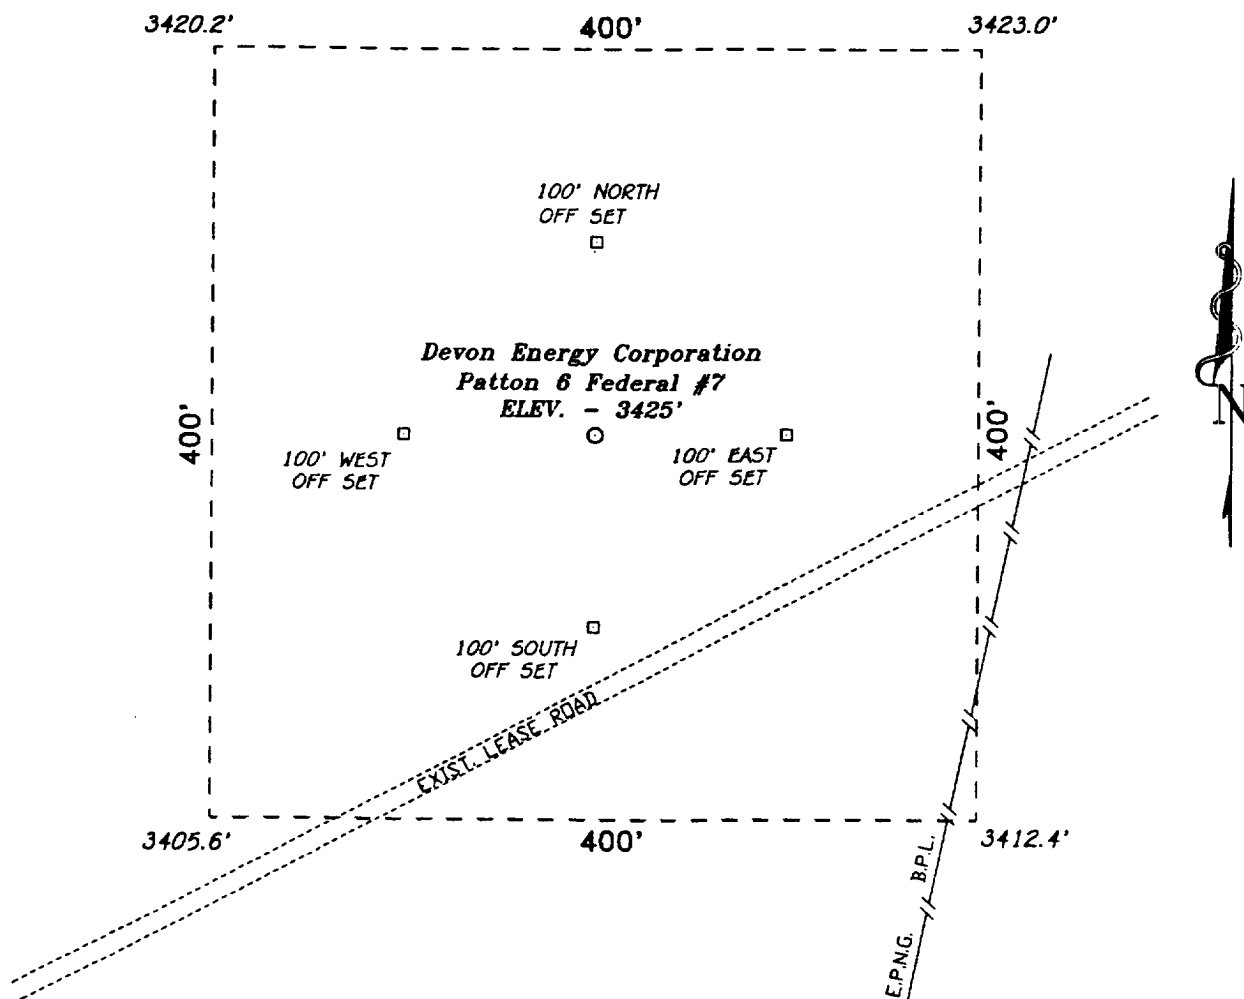 3420.2'
400'
3423.0'
100' NORTH
OFF SET
Devon Energy Corporation
Patton 6 Federal #7
ELEV. - 3425'
400'
400'
100' WEST
OFF SET
100' EAST
OFF SET
N
100' SOUTH
OFF SET
EXIST. LEASE ROAD
3405.6'
400'
3412.4'
E.P.N.G. B.P.L.